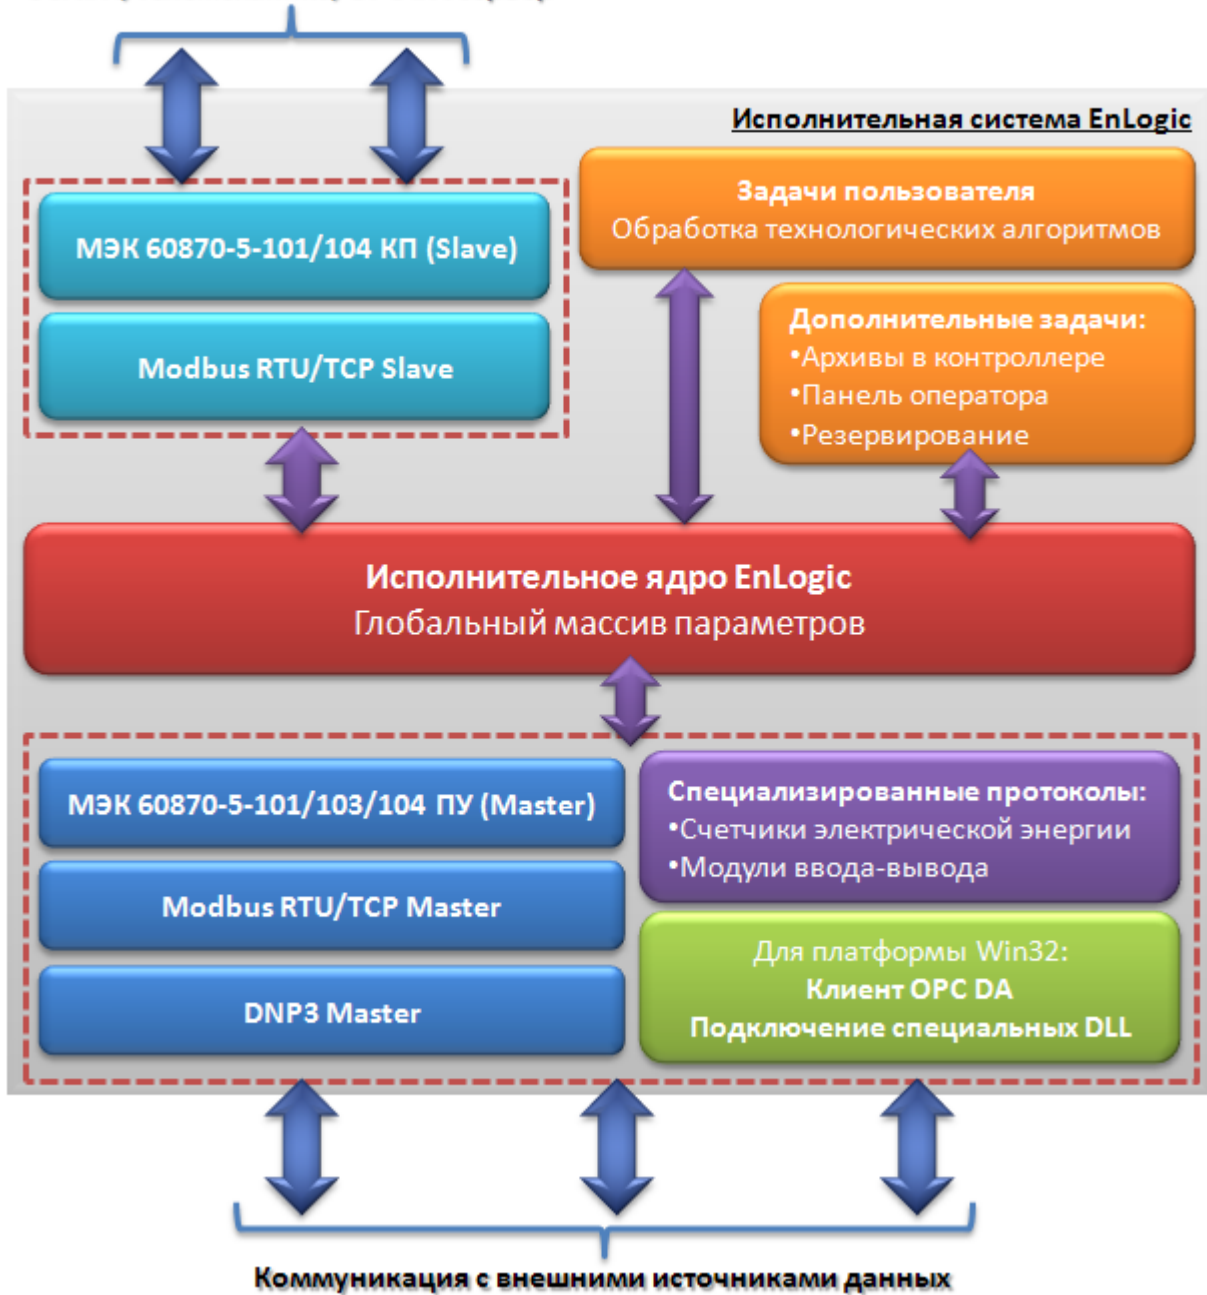 Исполнительная система EnLogic
Задачи пользователя
Обработка технологических алгоритмов
МЭК 60870-5-101/104 КП (Slave)
Modbus RTU/TCP Slave
Дополнительные задачи:
•Архивы в контроллере
•Панель оператора
•Резервирование
Исполнительное ядро EnLogic
Глобальный массив параметров
МЭК 60870-5-101/103/104 ПУ (Master)
Modbus RTU/TCP Master
DNP3 Master
Специализированные протоколы:
•Счетчики электрической энергии
•Модули ввода-вывода
Для платформы Win32:
Клиент OPC DA
Подключение специальных DLL
Коммуникация с внешними источниками данных